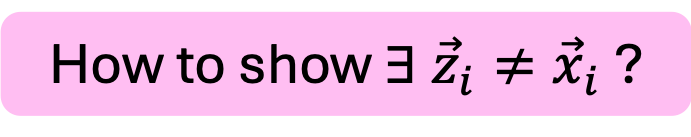 How to show ∃ z⃗ᵢ ≠ x⃗ᵢ ?